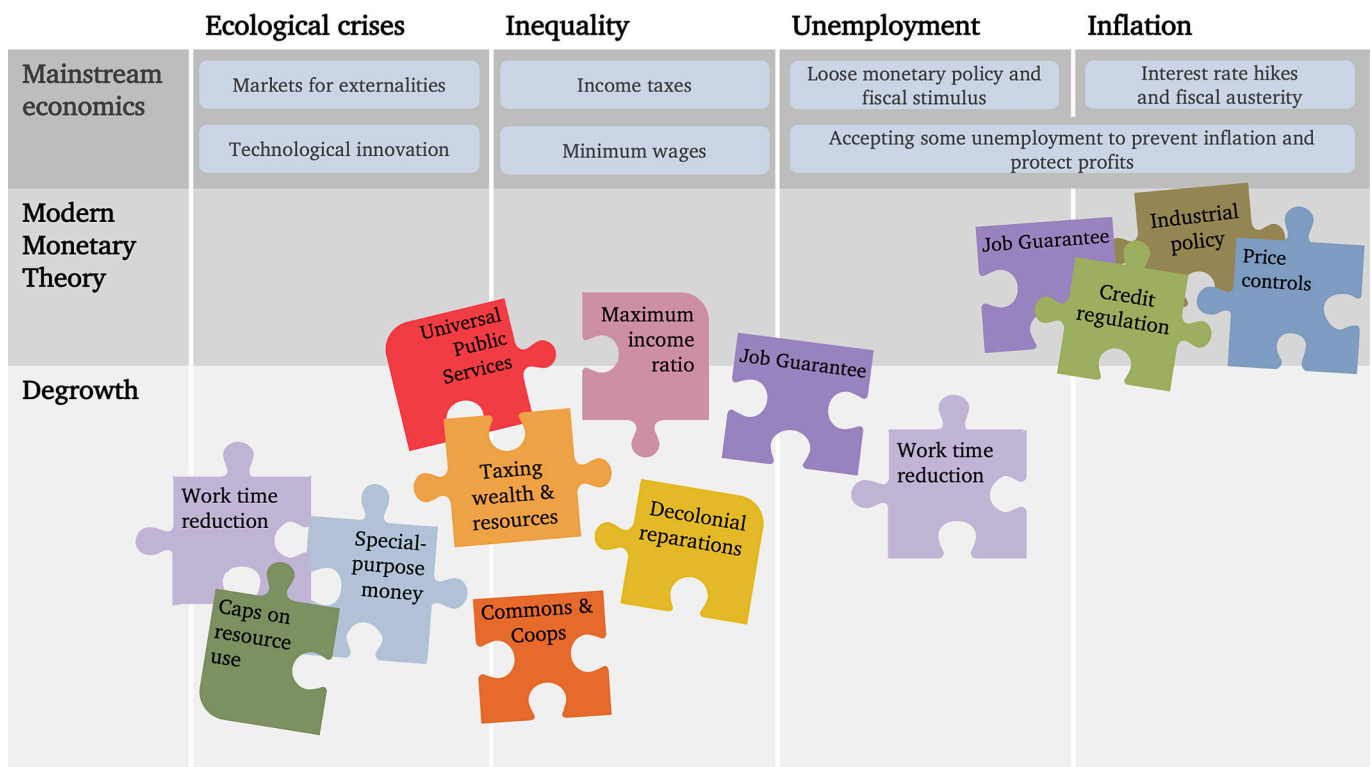 Ecological crises
Inequality
Unemployment
Inflation
Mainstream
economics
Markets for externalities
Income taxes
Loose monetary policy and
fiscal stimulus
Interest rate hikes
and fiscal austerity
Technological innovation
Minimum wages
Accepting some unemployment to prevent inflation and
protect profits
Modern
Monetary
Theory
Job Guarantee
Industrial
policy
Price
controls
Credit
regulation
Universal
Public
Services
Maximum
income
ratio
Job Guarantee
Degrowth
Work time
reduction
Taxing
wealth &
resources
Decolonial
reparations
Work time
reduction
Special-
purpose
money
Caps on
resource
use
Commons &
Coops